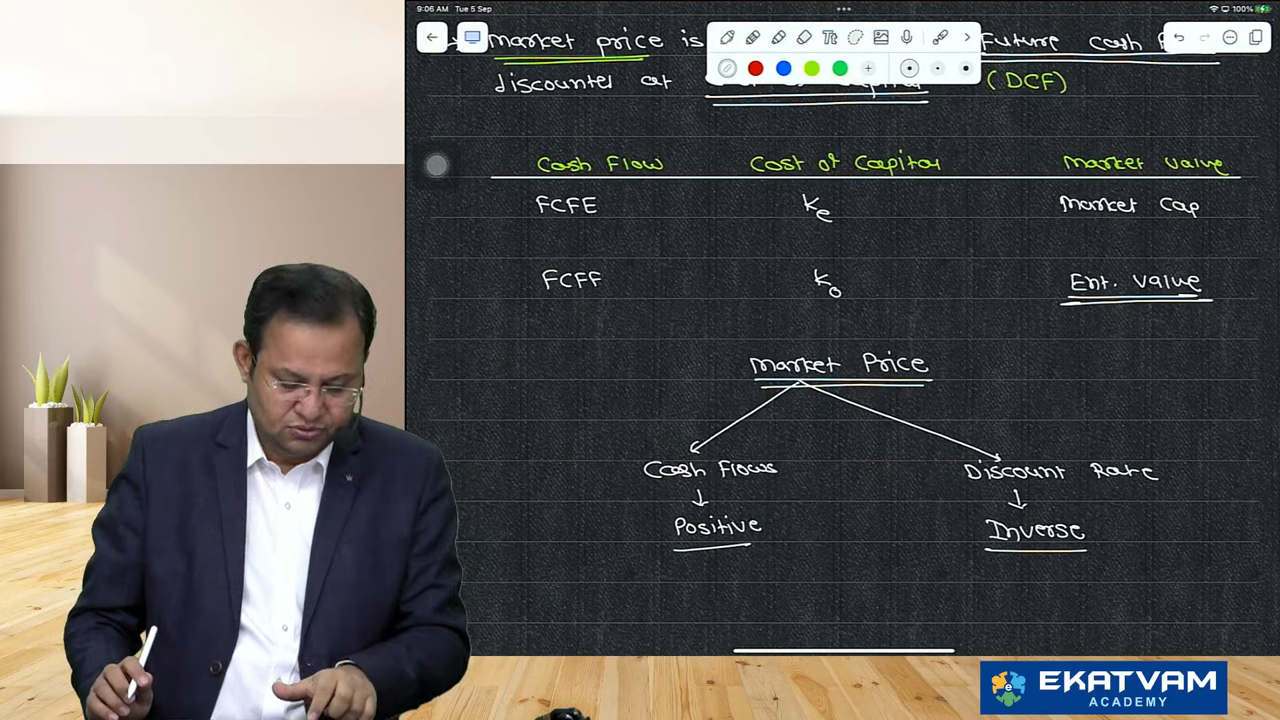 9:06 AM Tue 5 Sep
100%
Market price is Future cash
discounted at (DCF)
Cash Flow Cost of Capital Market Value
FCFE Ke Market Cap
FCFF Ko Ent. Value
Market Price
Cash Flows Discount Rate
Positive Inverse
EKATVAM
ACADEMY